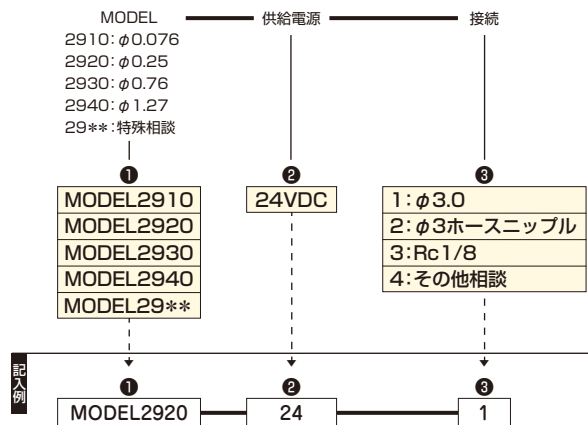 MODEL 供給電源 接続
2910:φ0.076
2920:φ0.25
2930:φ0.76
2940:φ1.27
29**:特殊相談
❶ ❷ ❸
MODEL2910 24VDC 1:φ3.0
MODEL2920 2:φ3ホースニップル
MODEL2930 3:Rc1/8
MODEL2940 4:その他相談
MODEL29**
記入例
❶ ❷ ❸
MODEL2920 24 1